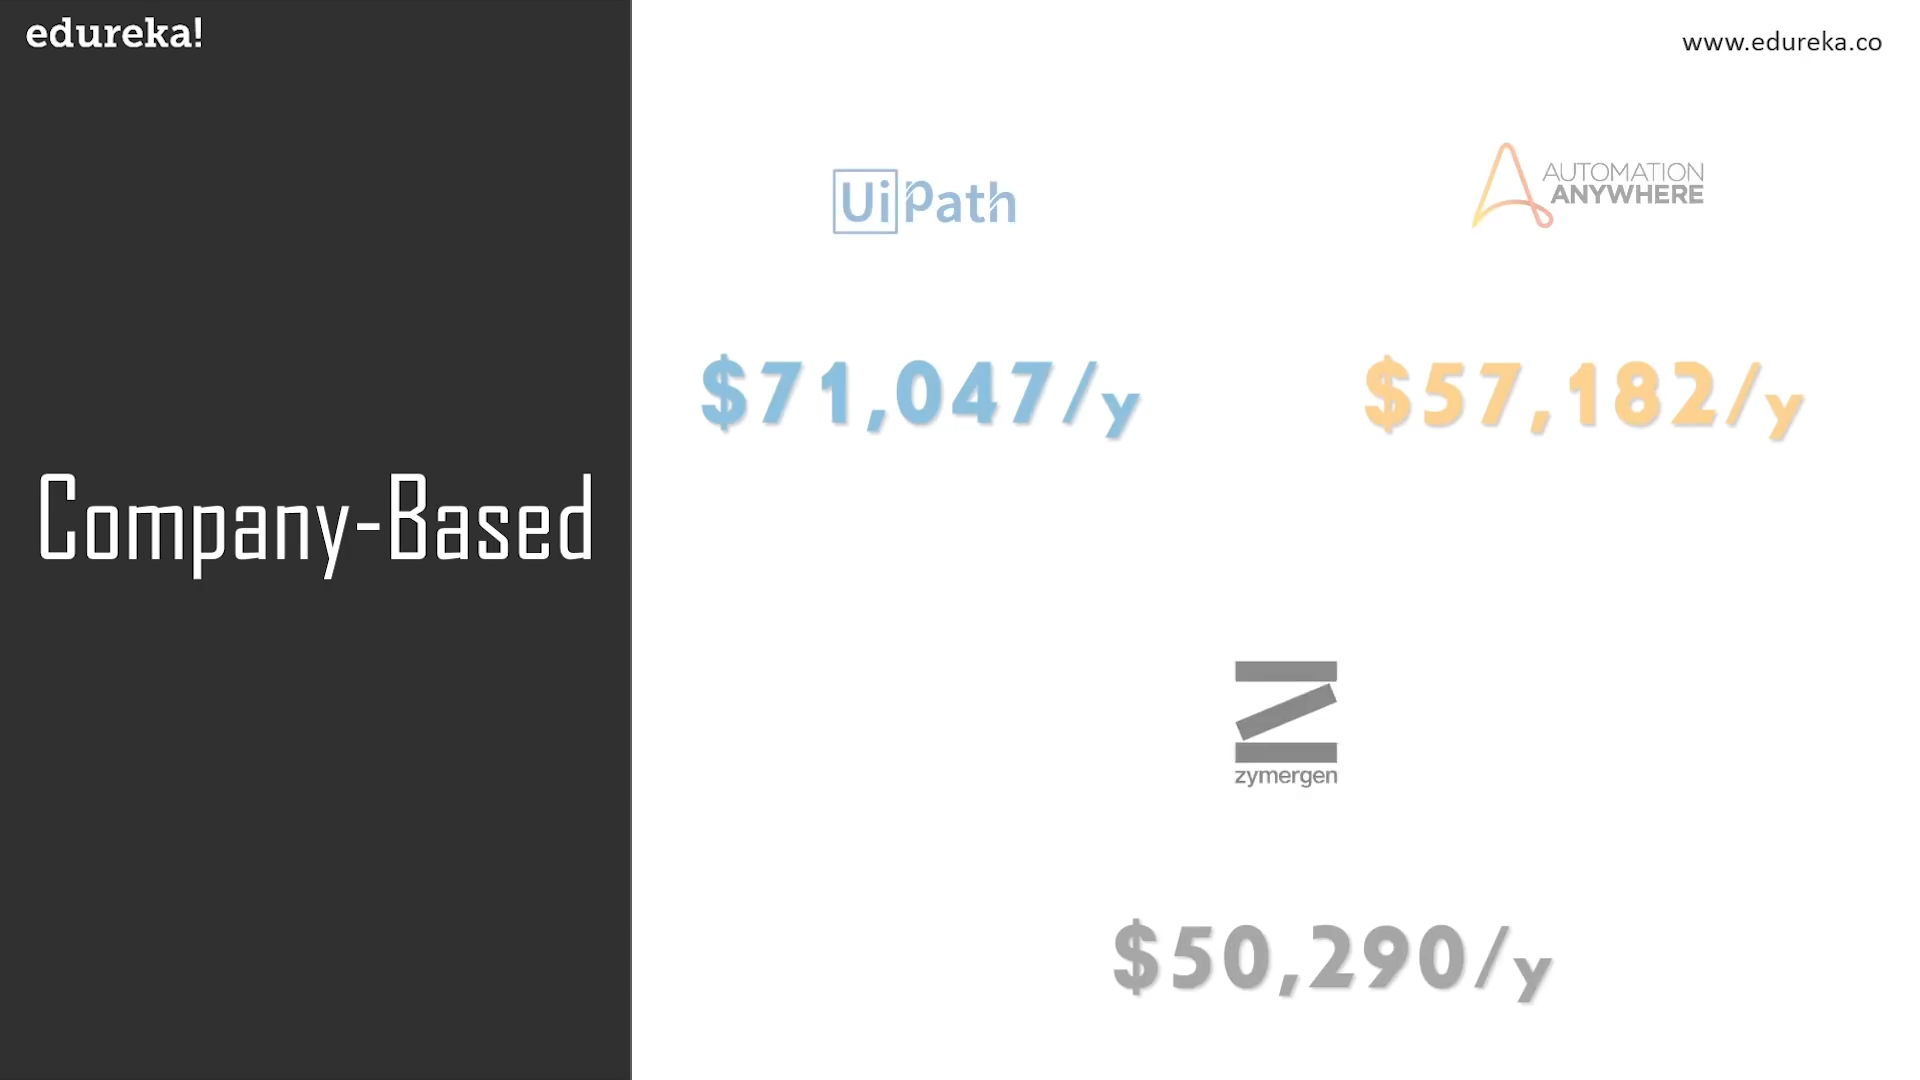 edureka!
www.edureka.co
UiPath
AUTOMATION
ANYWHERE
$71,047/y
$57,182/y
Company-Based
zymergen
$50,290/y